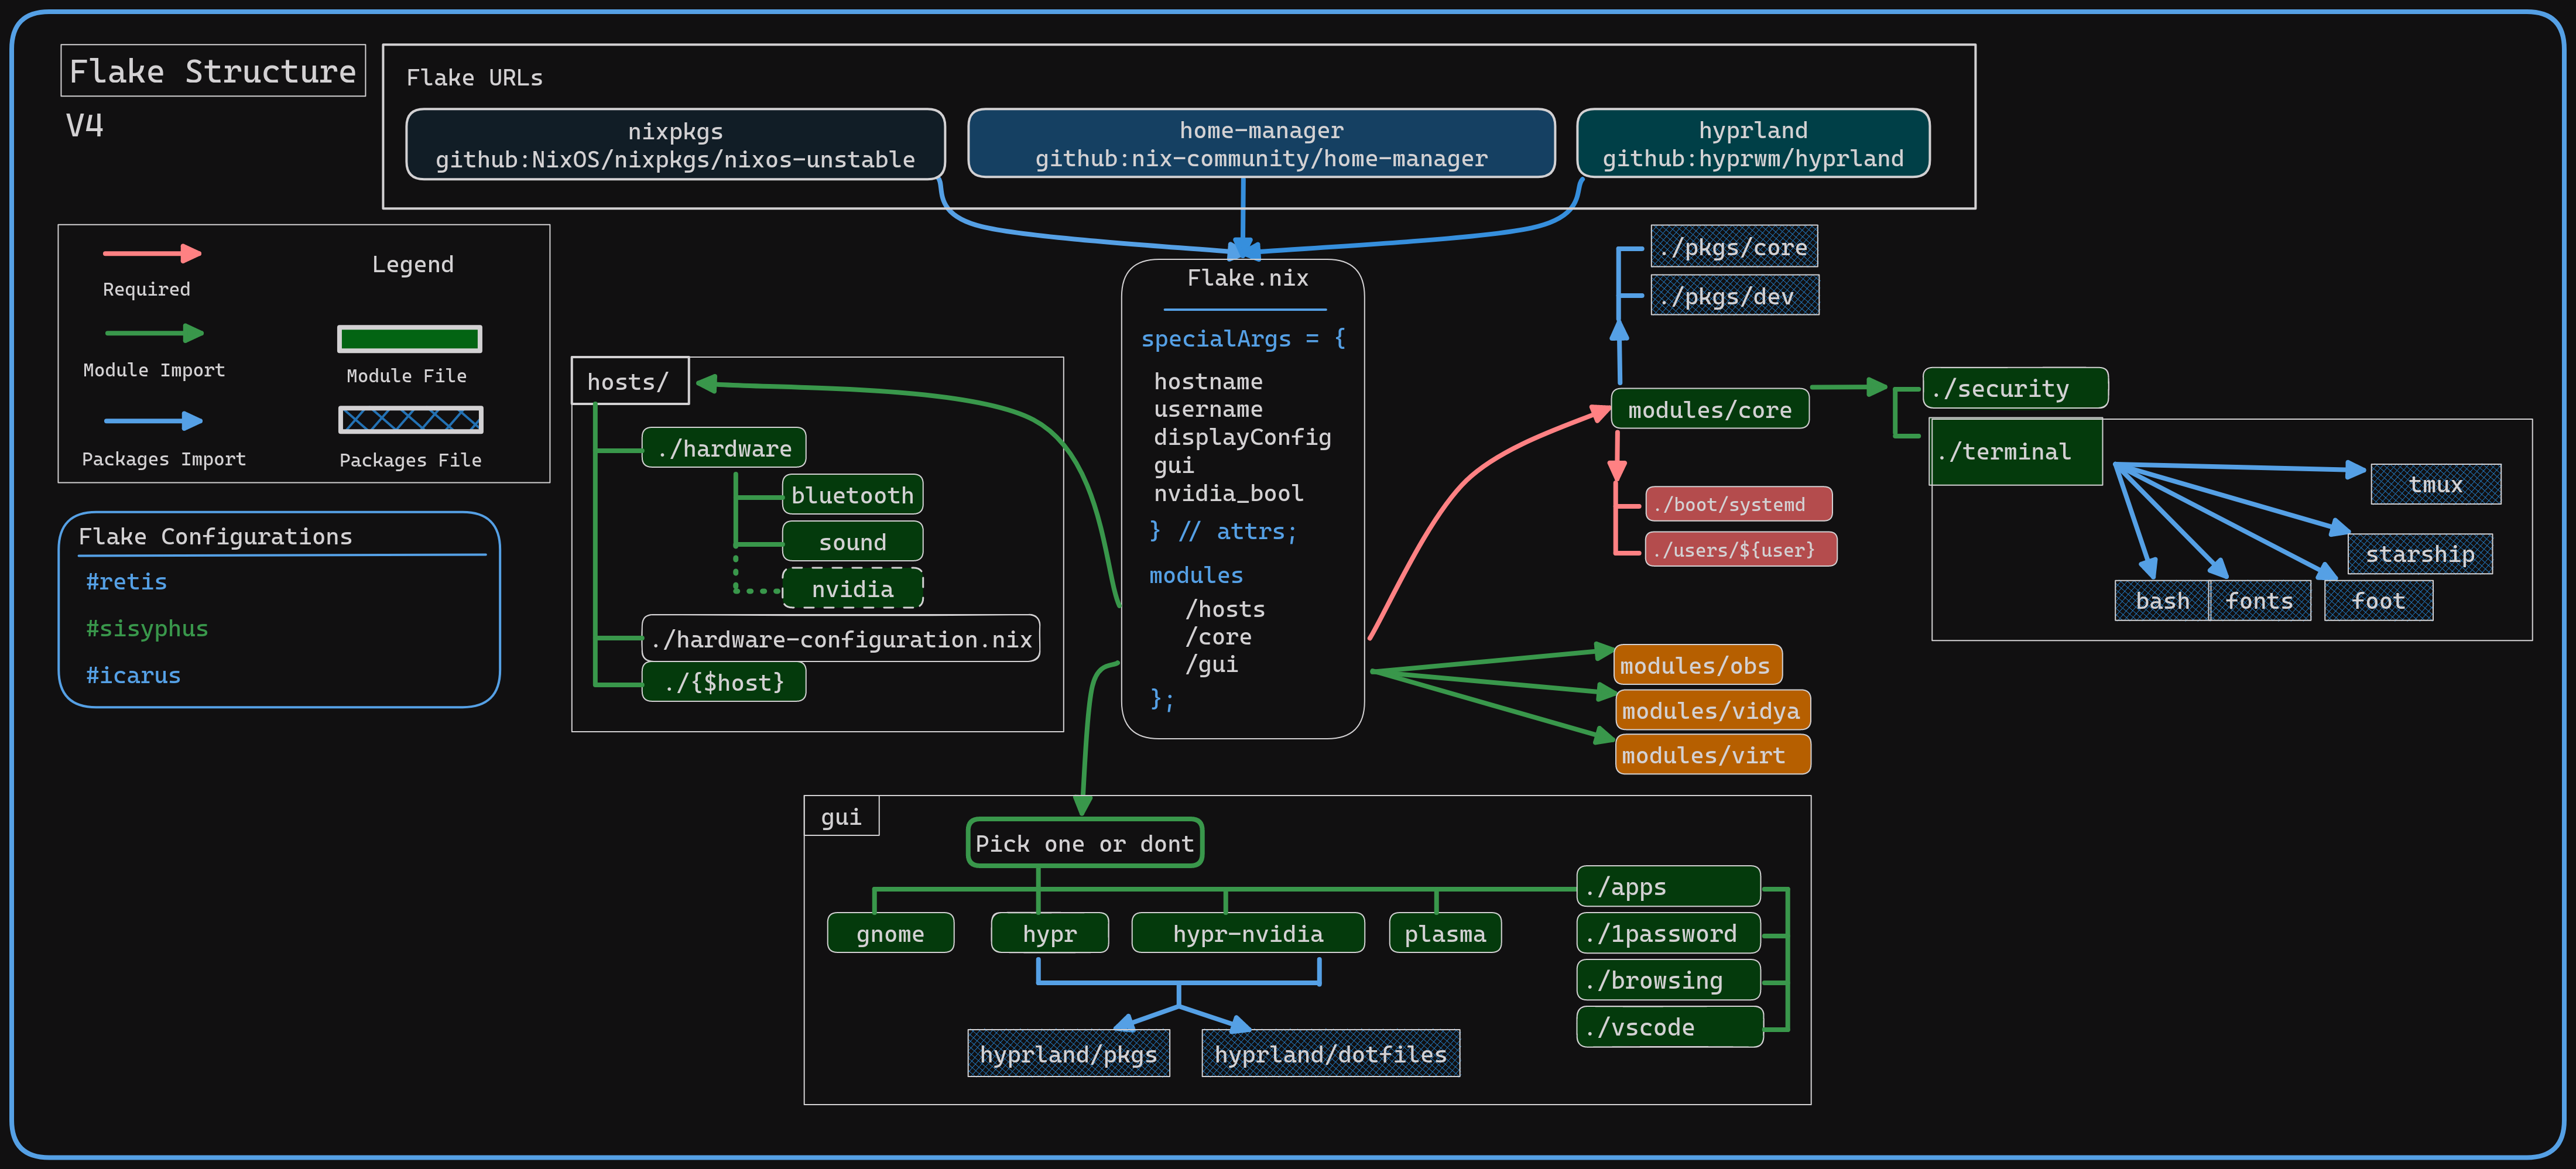 Flake Structure
V4
Flake URLs
nixpkgs
github:NixOS/nixpkgs/nixos-unstable
home-manager
github:nix-community/home-manager
hyprland
github:hyprwm/hyprland
Legend
Required
Module Import
Module File
Packages Import
Packages File
Flake Configurations
#retis
#sisyphus
#icarus
hosts/
./hardware
bluetooth
sound
nvidia
./hardware-configuration.nix
./{$host}
Flake.nix
specialArgs = {
hostname
username
displayConfig
gui
nvidia_bool
} // attrs;
modules
/hosts
/core
/gui
};
./pkgs/core
./pkgs/dev
modules/core
./boot/systemd
./users/${user}
./security
./terminal
tmux
starship
bash
fonts
foot
modules/obs
modules/vidya
modules/virt
gui
Pick one or dont
gnome
hypr
hypr-nvidia
plasma
./apps
./1password
./browsing
./vscode
hyprland/pkgs
hyprland/dotfiles